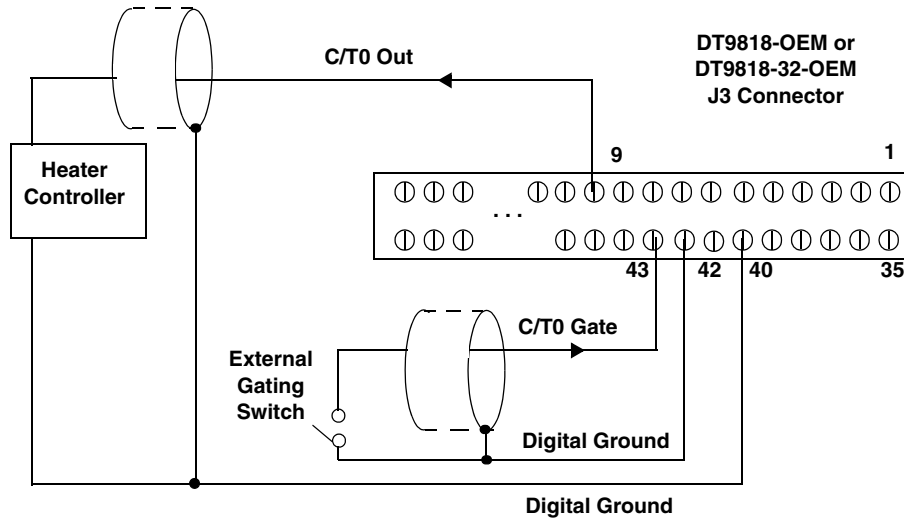 C/T0 Out
DT9818-OEM or
DT9818-32-OEM
J3 Connector
9
1
Heater
Controller
. . .
43
42
40
35
C/T0 Gate
External
Gating
Switch
Digital Ground
Digital Ground